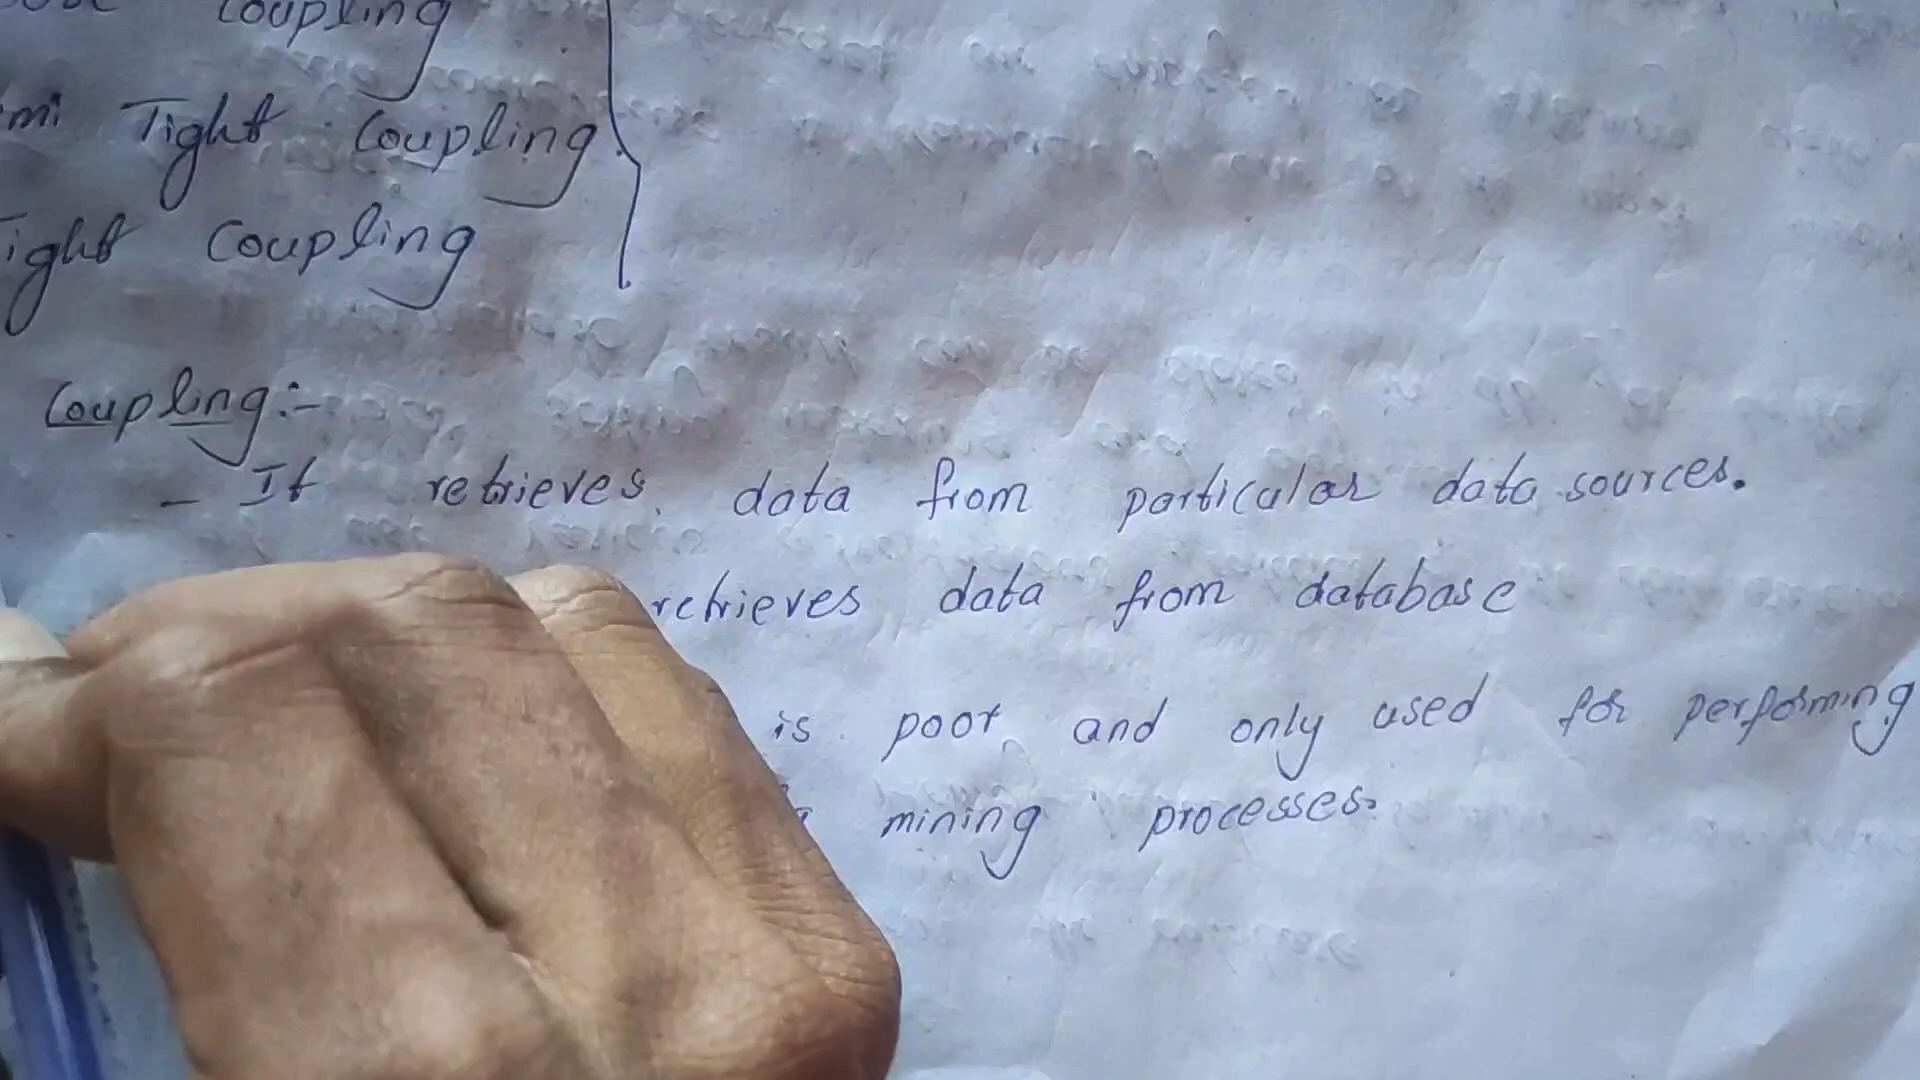 Coupling
Tight Coupling
Coupling
Coupling:-
- It retrieves data from particular data sources.
retrieves data from database
is poor and only used for performing
mining processes.